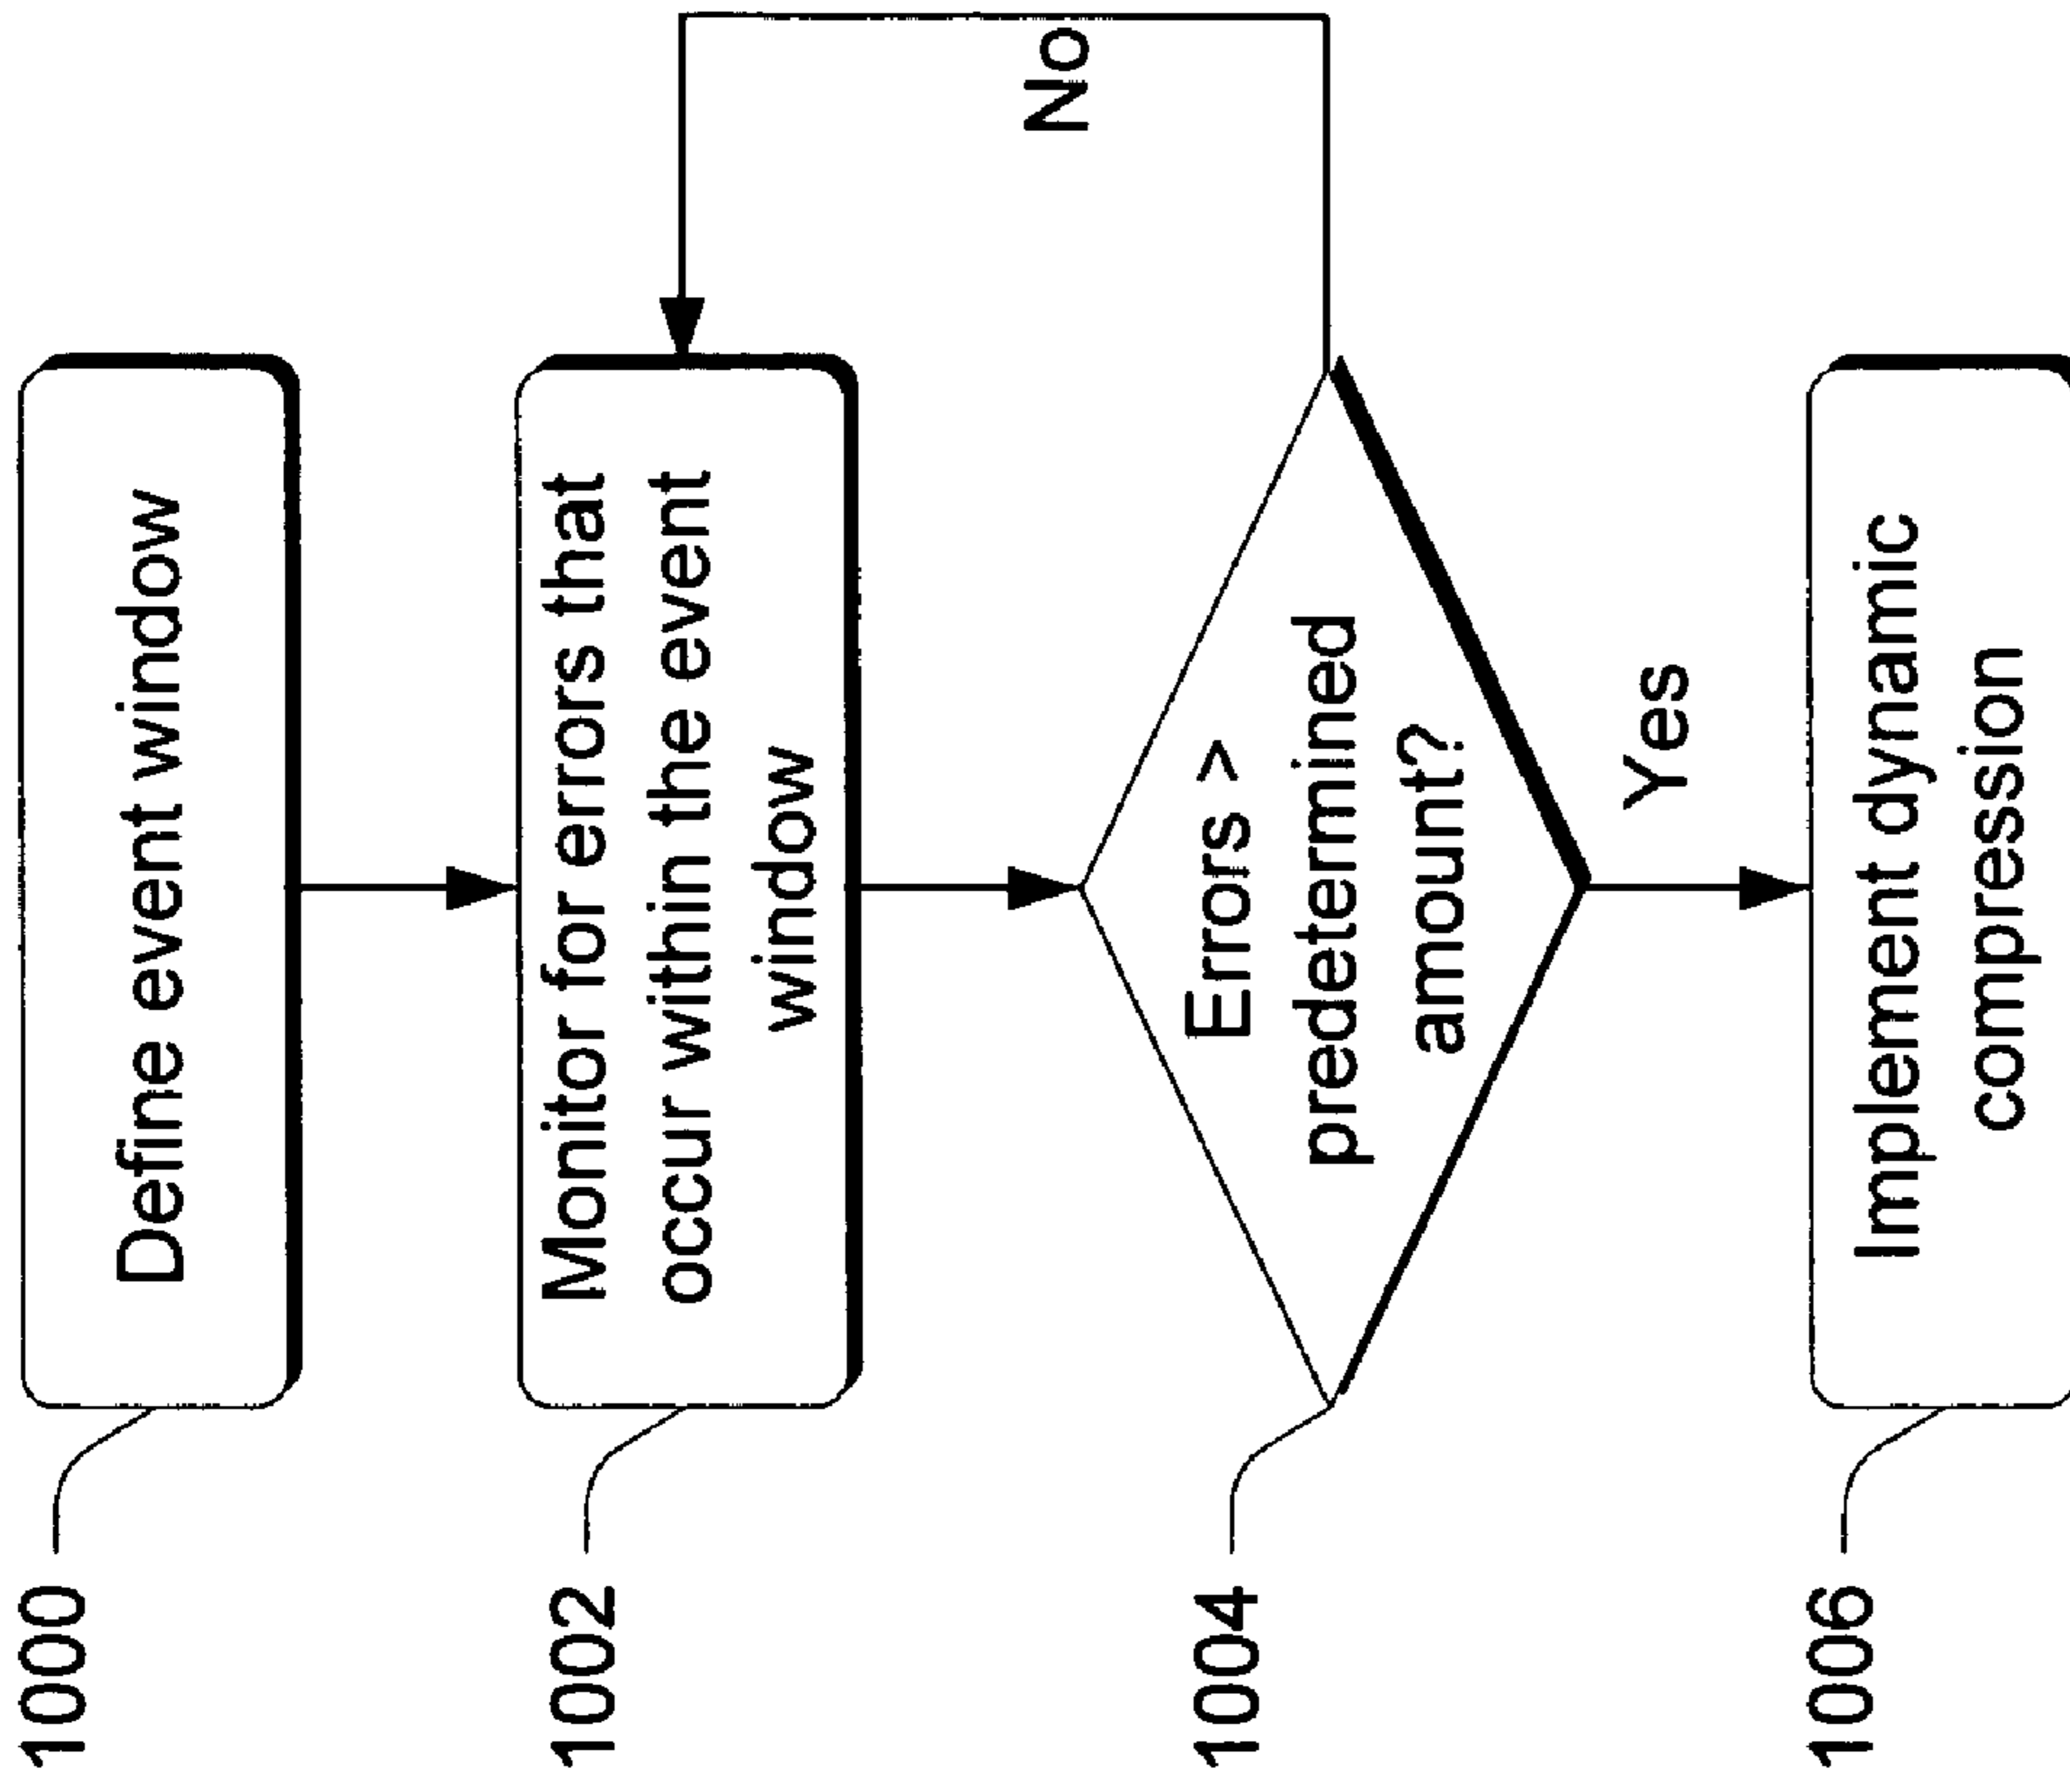 1000
Define event window
1002
Monitor for errors that
occur within the event
window
1004
Errors >
predetermined
amount?
No
Yes
1006
Implement dynamic
compression